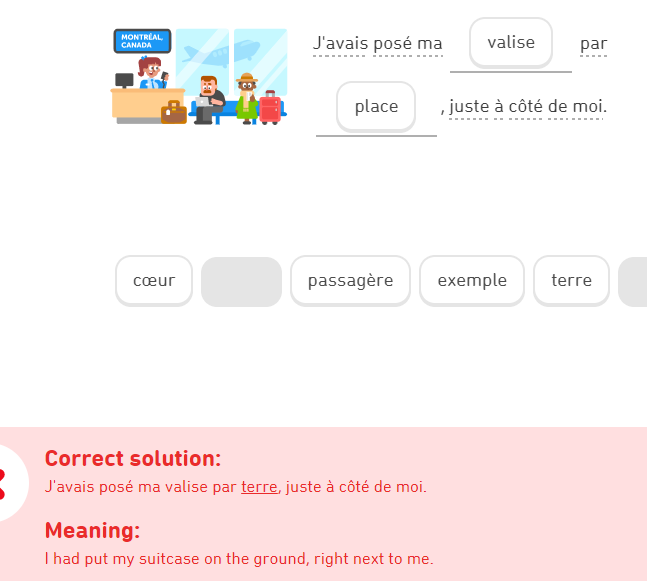 MONTRÉAL,
CANADA
J'avais posé ma valise par
place , juste à côté de moi.
cœur passagère exemple terre
Correct solution:
J'avais posé ma valise par terre, juste à côté de moi.
Meaning:
I had put my suitcase on the ground, right next to me.